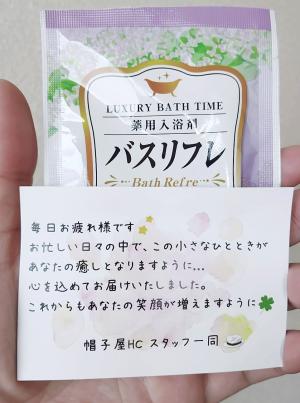 LUXURY BATH TIME
薬用入浴剤
バスリフレ
Bath Refre
毎日お疲れ様です
お忙しい日々の中で、この小さなひとときが
あなたの癒しとなりますように...
心を込めてお届けいたしました。
これからもあなたの笑顔が増えますように
帽子屋HC スタッフ一同